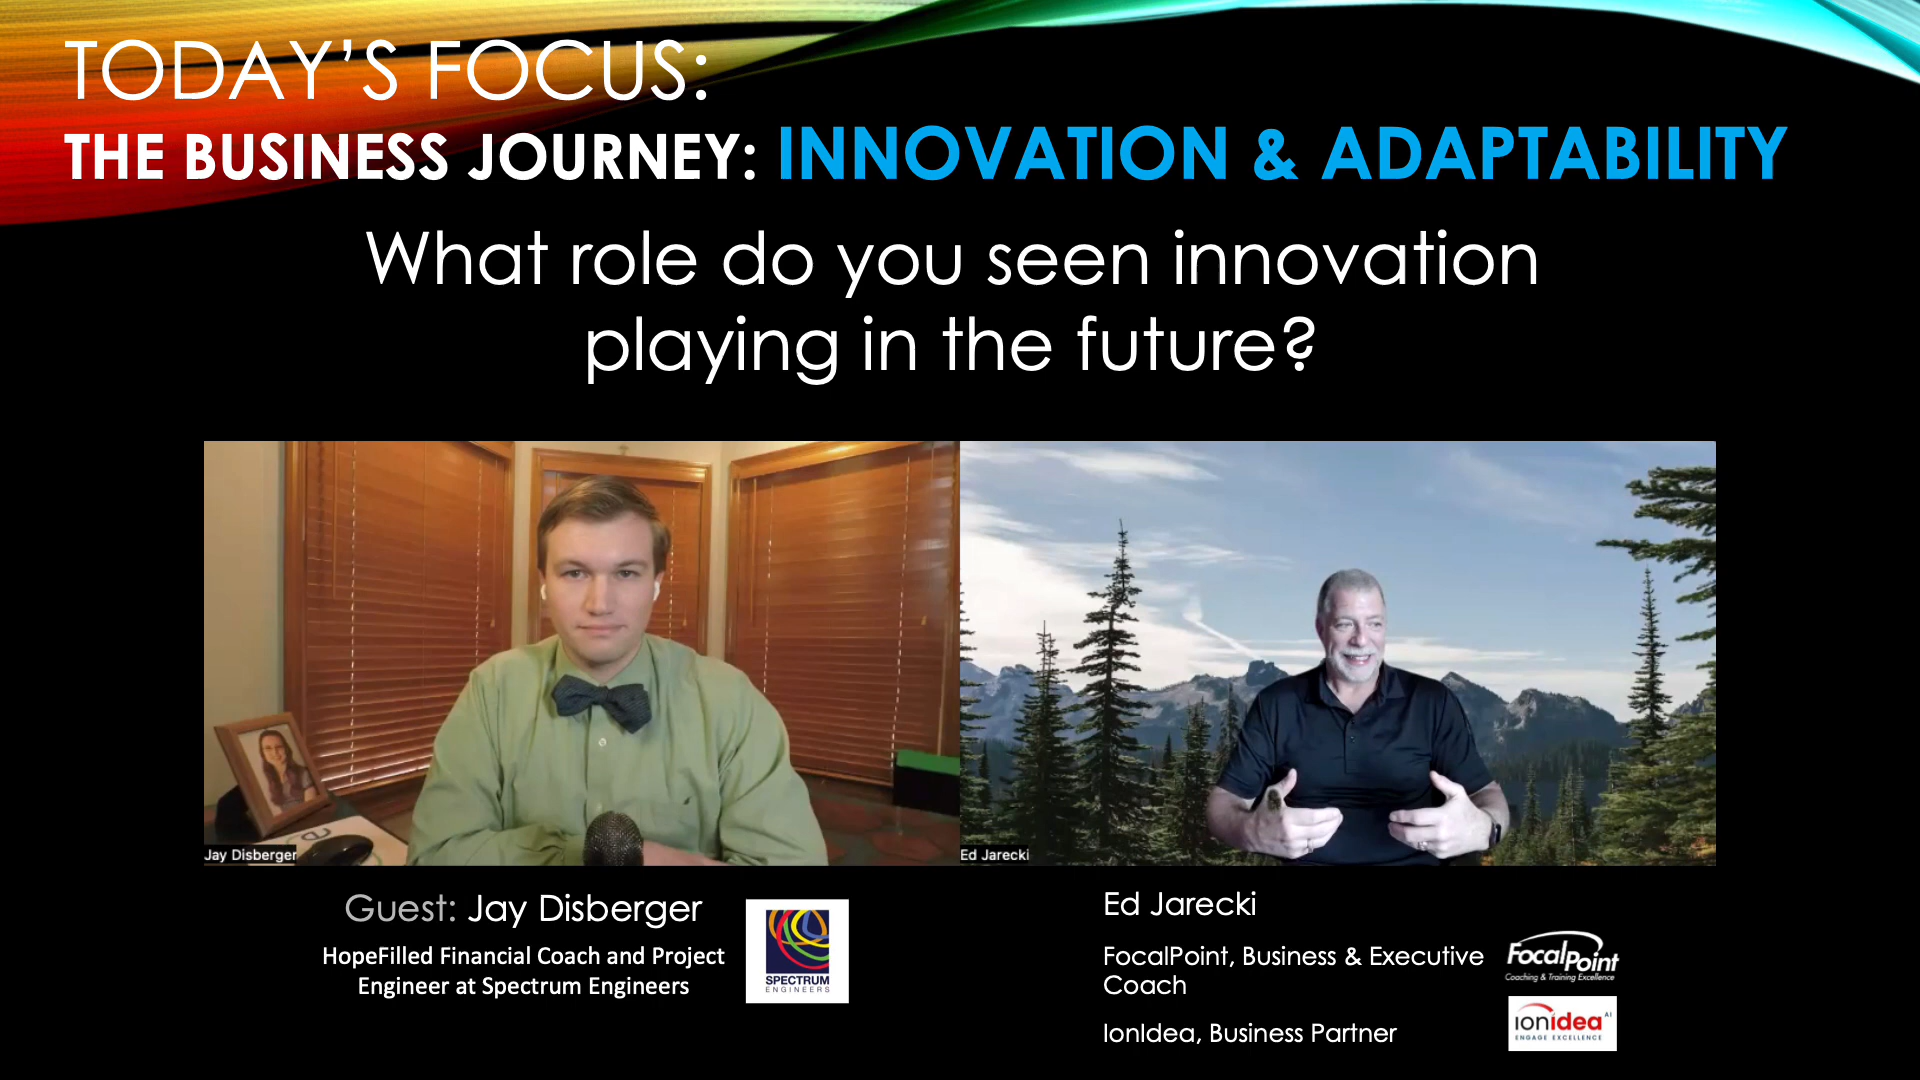 TODAY'S FOCUS:
THE BUSINESS JOURNEY: INNOVATION & ADAPTABILITY
What role do you seen innovation
playing in the future?
Jay Disberger
Ed Jarecki
Guest: Jay Disberger
HopeFilled Financial Coach and Project
Engineer at Spectrum Engineers
SPECTRUM
ENGINEERS
Ed Jarecki
FocalPoint, Business & Executive
Coach
IonIdea, Business Partner
FocalPoint
Coaching & Training Excellence
ionidea AI
ENGAGE EXCELLENCE